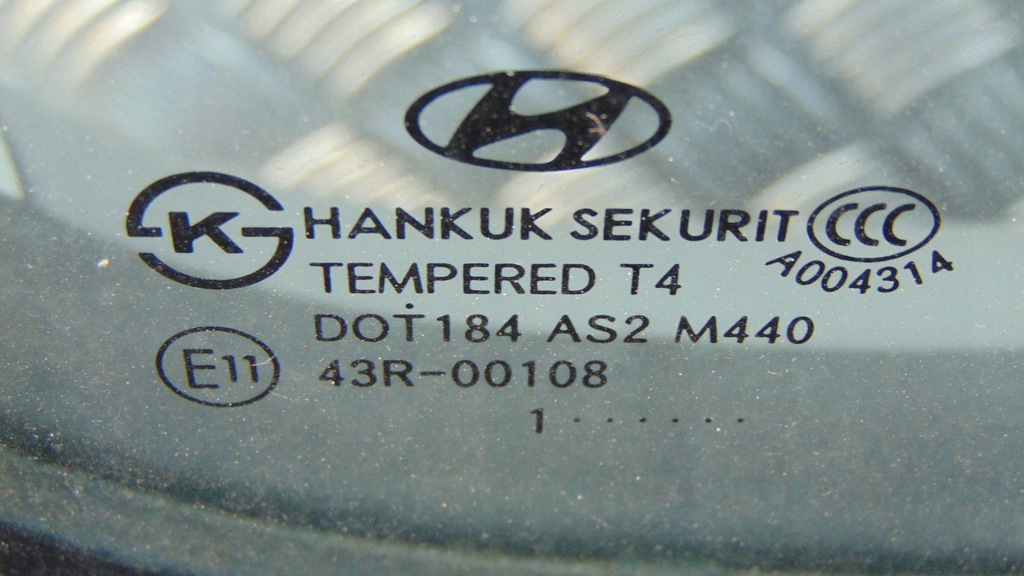 K HANKUK SEKURIT CCC
A004314
TEMPERED T4
DOT184 AS2 M440
E11 43R-00108
1 . . . . . .